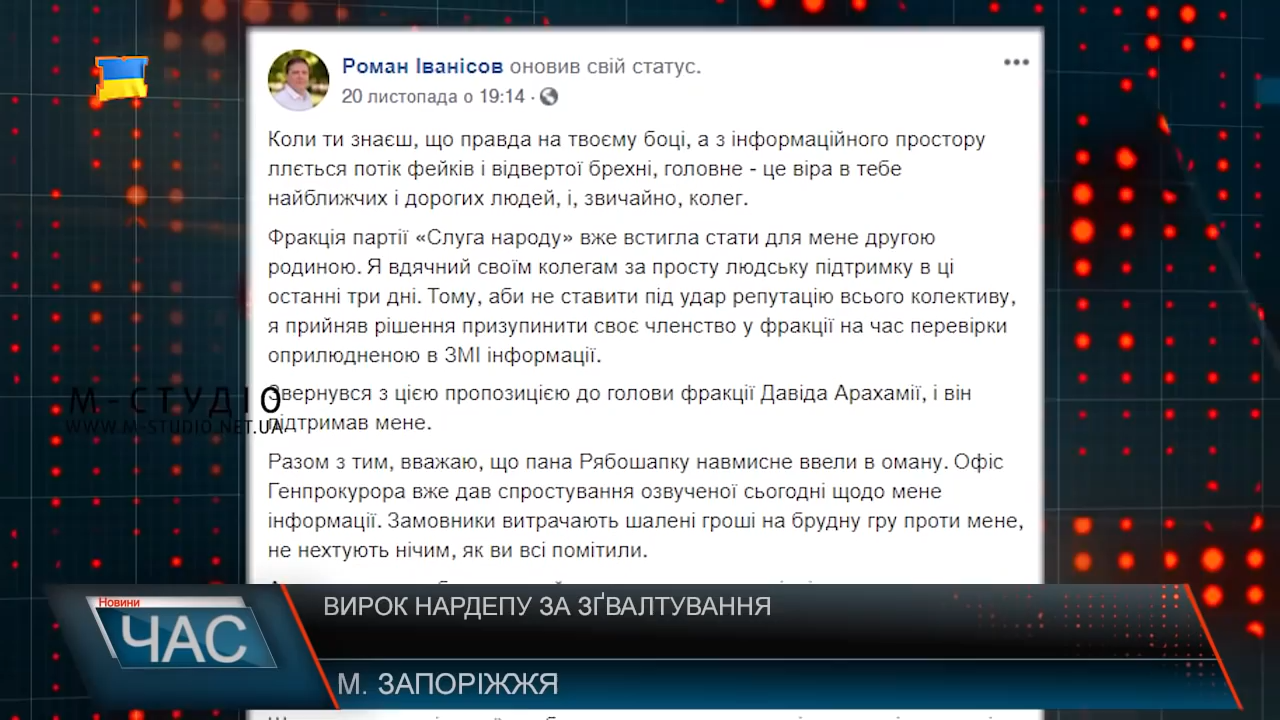 Роман Іванісов оновив свій статус.
20 листопада о 19:14 ·
Коли ти знаєш, що правда на твоєму боці, а з інформаційного простору
ллється потік фейків і відвертої брехні, головне - це віра в тебе
найближчих і дорогих людей, і, звичайно, колег.
Фракція партії «Слуга народу» вже встигла стати для мене другою
родиною. Я вдячний своїм колегам за просту людську підтримку в ці
останні три дні. Тому, аби не ставити під удар репутацію всього колективу,
я прийняв рішення призупинити своє членство у фракції на час перевірки
оприлюдненою в ЗМІ інформації.
М-СТУДІО
WWW.M-STUDIO.NET.UA
Звернувся з цією пропозицією до голови фракції Давіда Арахамії, і він
підтримав мене.
Разом з тим, вважаю, що пана Рябошапку навмисне ввели в оману. Офіс
Генпрокурора вже дав спростування озвученої сьогодні щодо мене
інформації. Замовники витрачають шалені гроші на брудну гру проти мене,
не нехтують нічим, як ви всі помітили.
Новини
ЧАС
ВИРОК НАРДЕПУ ЗА ЗҐВАЛТУВАННЯ
М. ЗАПОРІЖЖЯ